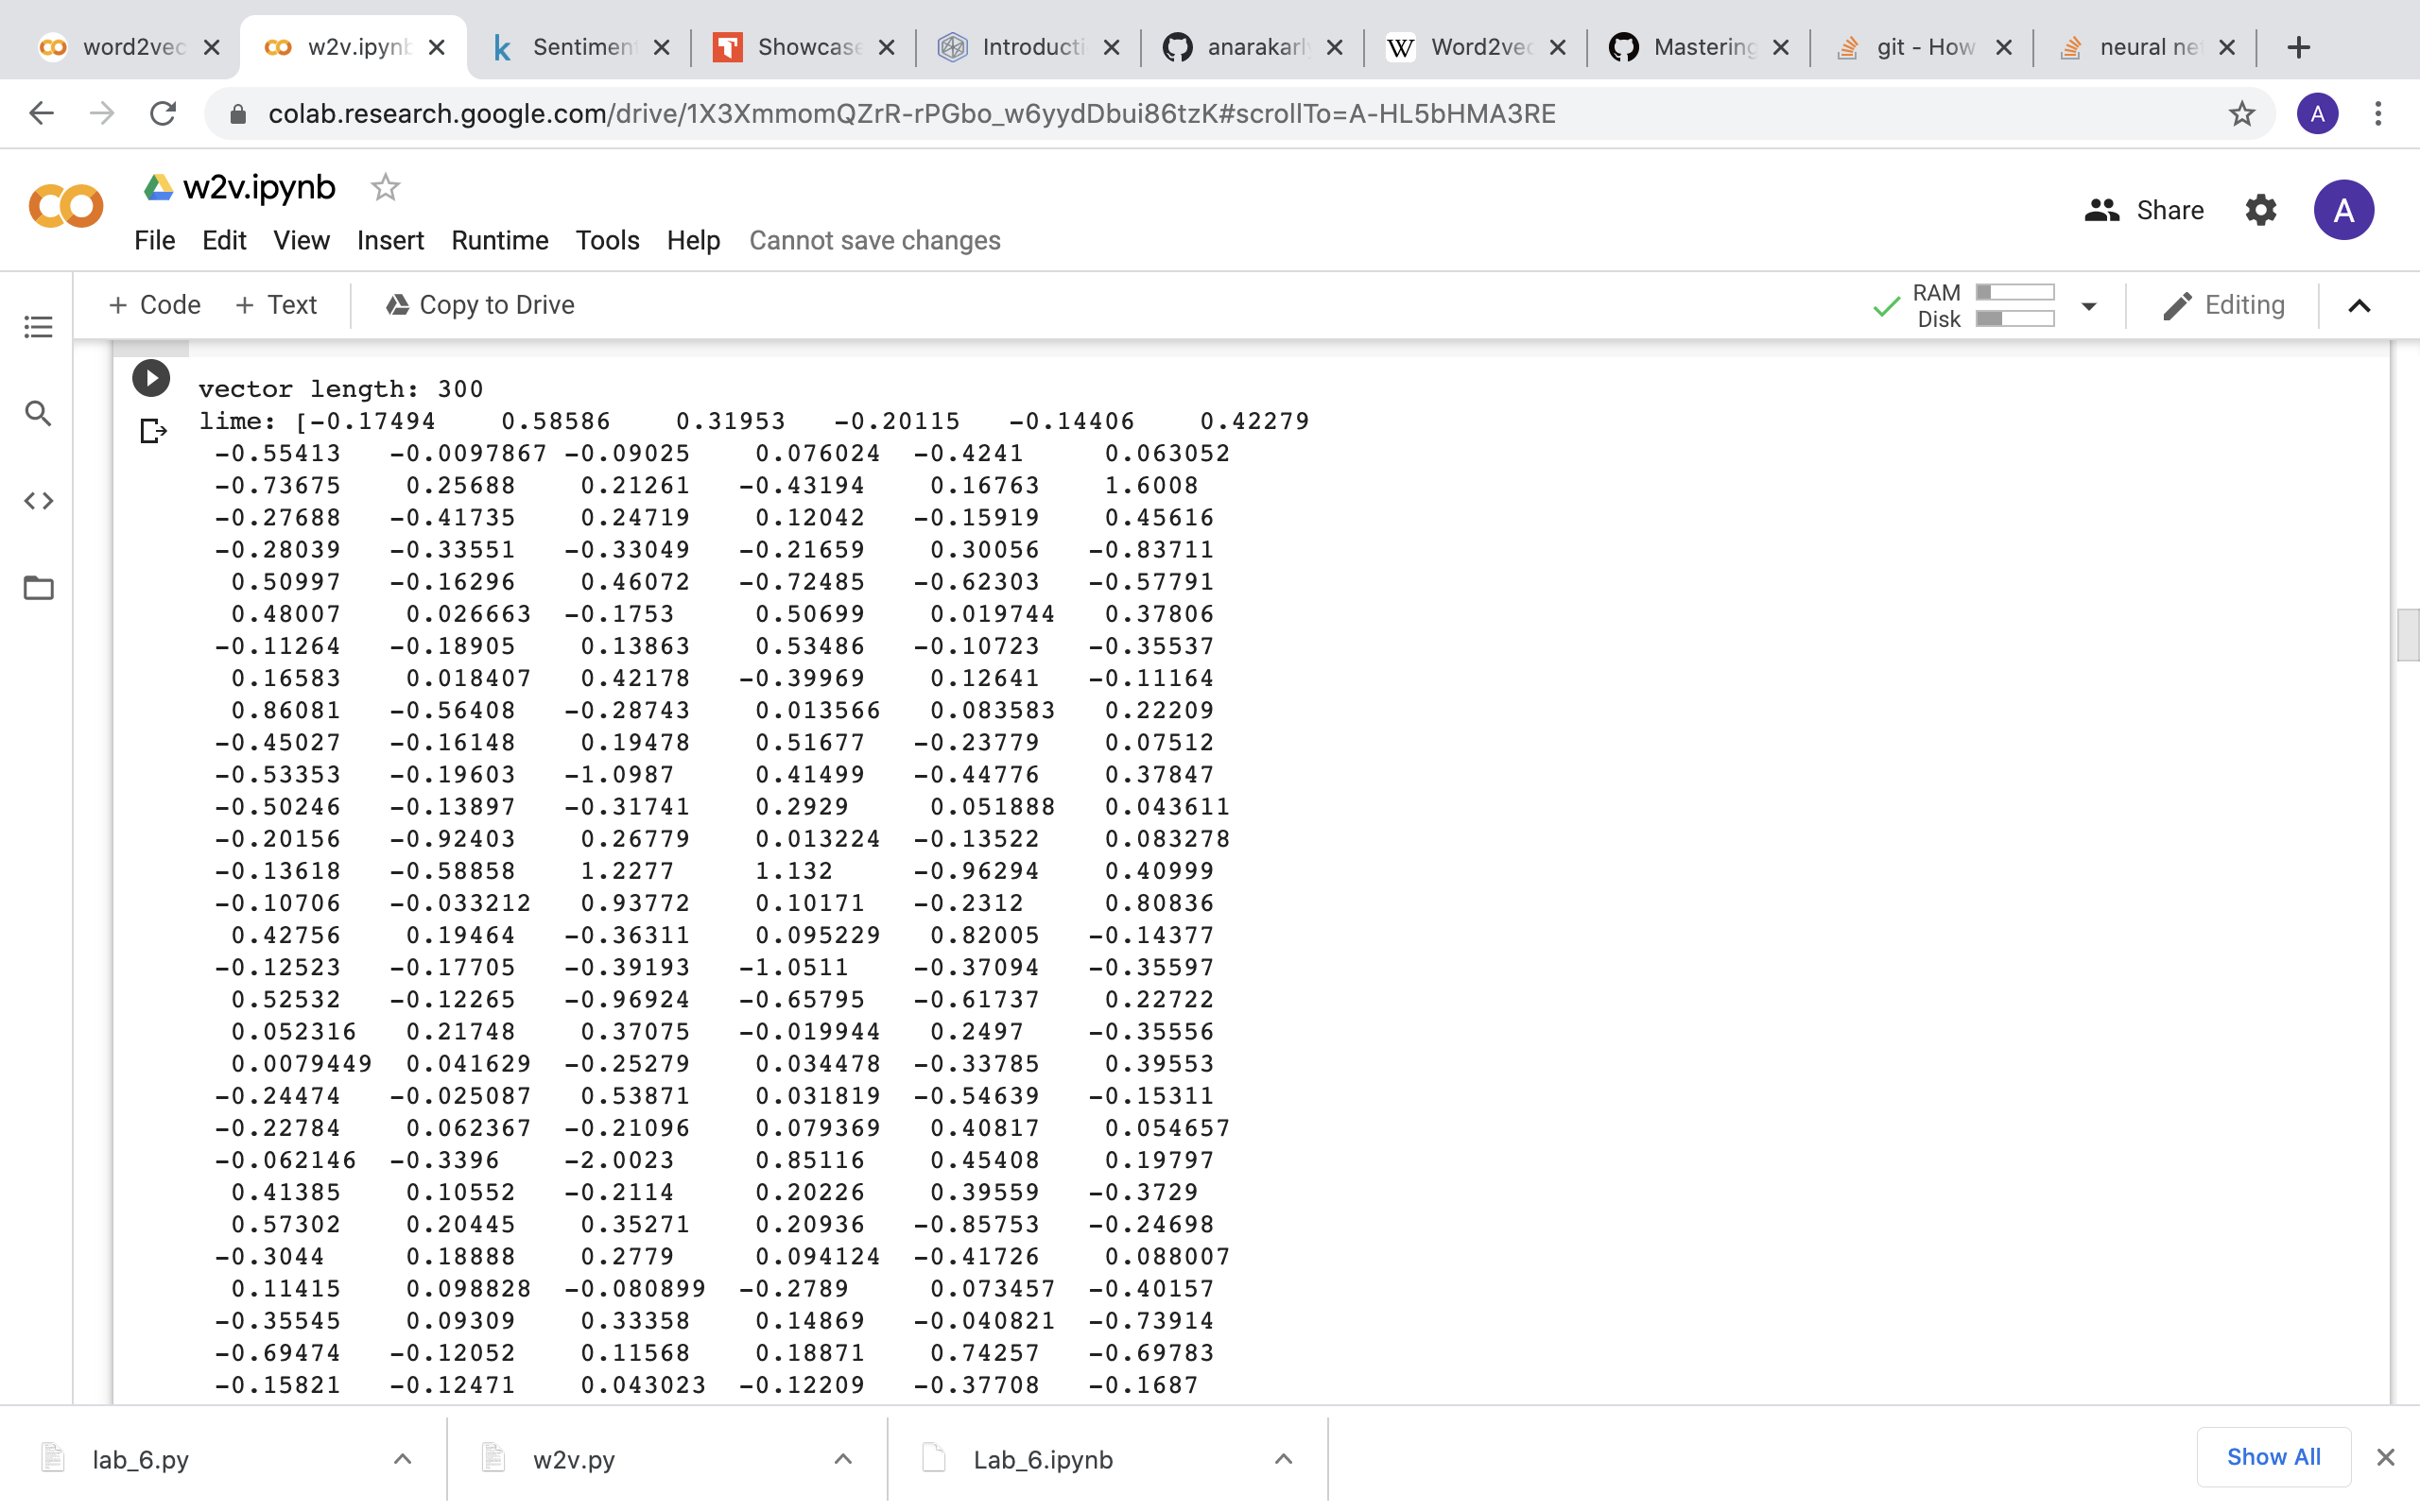 word2vec
w2v.ipynb
Sentimen
Showcase
Introducti
anarakarly
Word2vec
Mastering
git - How
neural net
colab.research.google.com/drive/1X3XmmomQZrR-rPGbo_w6yydDbui86tzK#scrollTo=A-HL5bHMA3RE
A
w2v.ipynb
Share
A
File Edit View Insert Runtime Tools Help Cannot save changes
+ Code + Text Copy to Drive
RAM
Disk
Editing
vector length: 300
lime: [-0.17494 0.58586 0.31953 -0.20115 -0.14406 0.42279
-0.55413 -0.0097867 -0.09025 0.076024 -0.4241 0.063052
-0.73675 0.25688 0.21261 -0.43194 0.16763 1.6008
-0.27688 -0.41735 0.24719 0.12042 -0.15919 0.45616
-0.28039 -0.33551 -0.33049 -0.21659 0.30056 -0.83711
0.50997 -0.16296 0.46072 -0.72485 -0.62303 -0.57791
0.48007 0.026663 -0.1753 0.50699 0.019744 0.37806
-0.11264 -0.18905 0.13863 0.53486 -0.10723 -0.35537
0.16583 0.018407 0.42178 -0.39969 0.12641 -0.11164
0.86081 -0.56408 -0.28743 0.013566 0.083583 0.22209
-0.45027 -0.16148 0.19478 0.51677 -0.23779 0.07512
-0.53353 -0.19603 -1.0987 0.41499 -0.44776 0.37847
-0.50246 -0.13897 -0.31741 0.2929 0.051888 0.043611
-0.20156 -0.92403 0.26779 0.013224 -0.13522 0.083278
-0.13618 -0.58858 1.2277 1.132 -0.96294 0.40999
-0.10706 -0.033212 0.93772 0.10171 -0.2312 0.80836
0.42756 0.19464 -0.36311 0.095229 0.82005 -0.14377
-0.12523 -0.17705 -0.39193 -1.0511 -0.37094 -0.35597
0.52532 -0.12265 -0.96924 -0.65795 -0.61737 0.22722
0.052316 0.21748 0.37075 -0.019944 0.2497 -0.35556
0.0079449 0.041629 -0.25279 0.034478 -0.33785 0.39553
-0.24474 -0.025087 0.53871 0.031819 -0.54639 -0.15311
-0.22784 0.062367 -0.21096 0.079369 0.40817 0.054657
-0.062146 -0.3396 -2.0023 0.85116 0.45408 0.19797
0.41385 0.10552 -0.2114 0.20226 0.39559 -0.3729
0.57302 0.20445 0.35271 0.20936 -0.85753 -0.24698
-0.3044 0.18888 0.2779 0.094124 -0.41726 0.088007
0.11415 0.098828 -0.080899 -0.2789 0.073457 -0.40157
-0.35545 0.09309 0.33358 0.14869 -0.040821 -0.73914
-0.69474 -0.12052 0.11568 0.18871 0.74257 -0.69783
-0.15821 -0.12471 0.043023 -0.12209 -0.37708 -0.1687
lab_6.py
w2v.py
Lab_6.ipynb
Show All